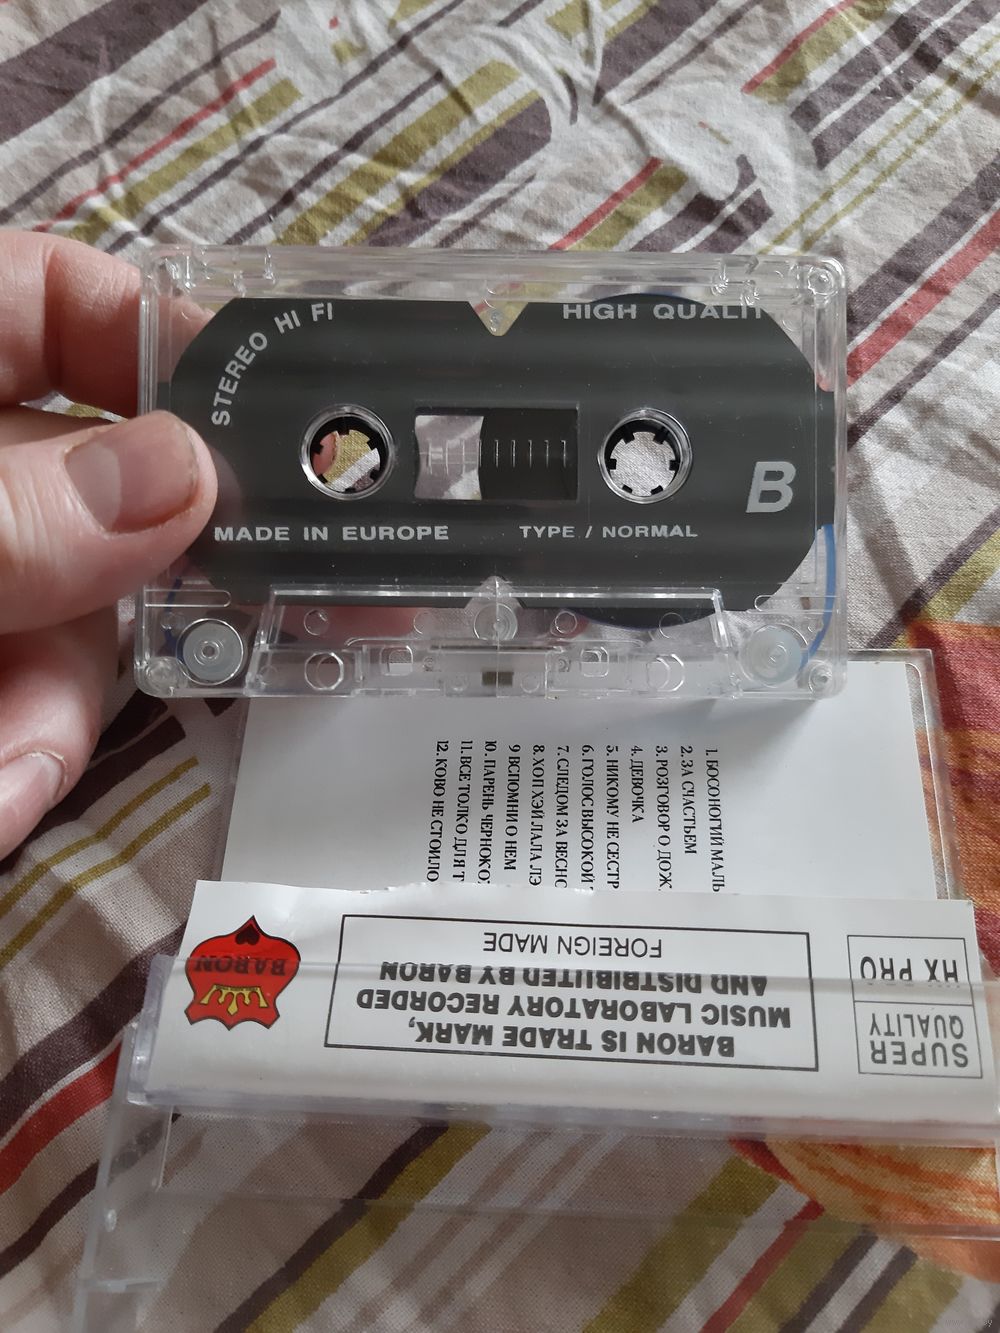 STEREO HI FI
HIGH QUALIT
B
MADE IN EUROPE
TYPE / NORMAL
1. БОСОНОГИЙ МАЛЬ
2. ЗА СЧАСТЬЕМ
3. РОЗГОВОР О ДОЖ
4. ДЕВОЧКА
5. НИКОМУ НЕ СЕСТР
6. ГОЛОС ВЫСОКОЙ
7. СЛЕДОМ ЗА ВЕСНО
8. ХОП ХЭЙ ЛАЛА ЛЭ
9 ВСПОМНИ О НЕМ
10. ПАРЕНЬ ЧЕРНОКО
11. ВСЕ ТОЛКО ДЛЯ Т
12. КОВО НЕ СТОИЛО
SUPER
QUALITY
HX PRO
BARON IS TRADE MARK,
MUSIC LABORATORY RECORDED
AND DISTRIBUTED BY BARON
FOREIGN MADE
BARON